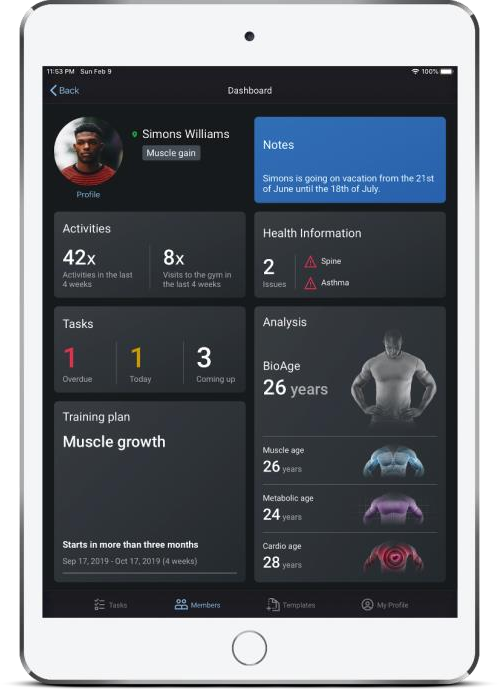 11:53 PM Sun Feb 9
100%
Back
Dashboard
Simons Williams
Muscle gain
Profile
Notes
Simons is going on vacation from the 21st
of June until the 18th of July.
Activities
42x
Activities in the last
4 weeks
8x
Visits to the gym in
the last 4 weeks
Health Information
2
Issues
Spine
Asthma
Tasks
1
Overdue
1
Today
3
Coming up
Analysis
BioAge
26 years
Muscle age
26 years
Metabolic age
24 years
Cardio age
28 years
Training plan
Muscle growth
Starts in more than three months
Sep 17, 2019 - Oct 17, 2019 (4 weeks)
Tasks
Members
Templates
My Profile